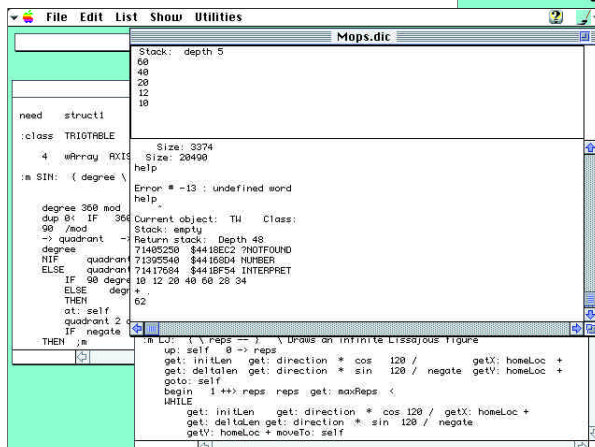 File Edit List Show Utilities
Mops.dic
Stack: depth 5
60
40
20
12
10
Size: 3374
Size: 20490
help
Error # -13 : undefined word
help
^
Current object: TW Class:
Stack: empty
Return stack: Depth 48
71405250 $4418EC2 ?NOTFOUND
71395540 $44168D4 NUMBER
71417684 $441BF54 INTERPRET
10 12 20 40 60 28 34
+ .
62
need struct1
:class TRIGTABLE
4 wArray AXIS
:m SIN: { degree \
degree 360 mod
dup 0< IF 360
90 /mod
-> quadrant
degree
NIF quadrant
ELSE quadrant
IF 90 degree
ELSE degr
THEN
at: self
quadrant 2
IF negate
THEN ;m
:m LJ: { \ reps -- } \ Draws an infinite Lissajous figure
up: self 0 -> reps
get: initLen get: direction * cos 120 / getX: homeLoc +
get: deltalen get: direction * sin 120 / negate getY: homeLoc +
goto: self
begin 1 ++> reps reps get: maxReps <
WHILE
get: initLen get: direction * cos 120 / getX: homeLoc +
get: deltaLen get: direction * sin 120 / negate
getY: homeLoc + moveTo: self